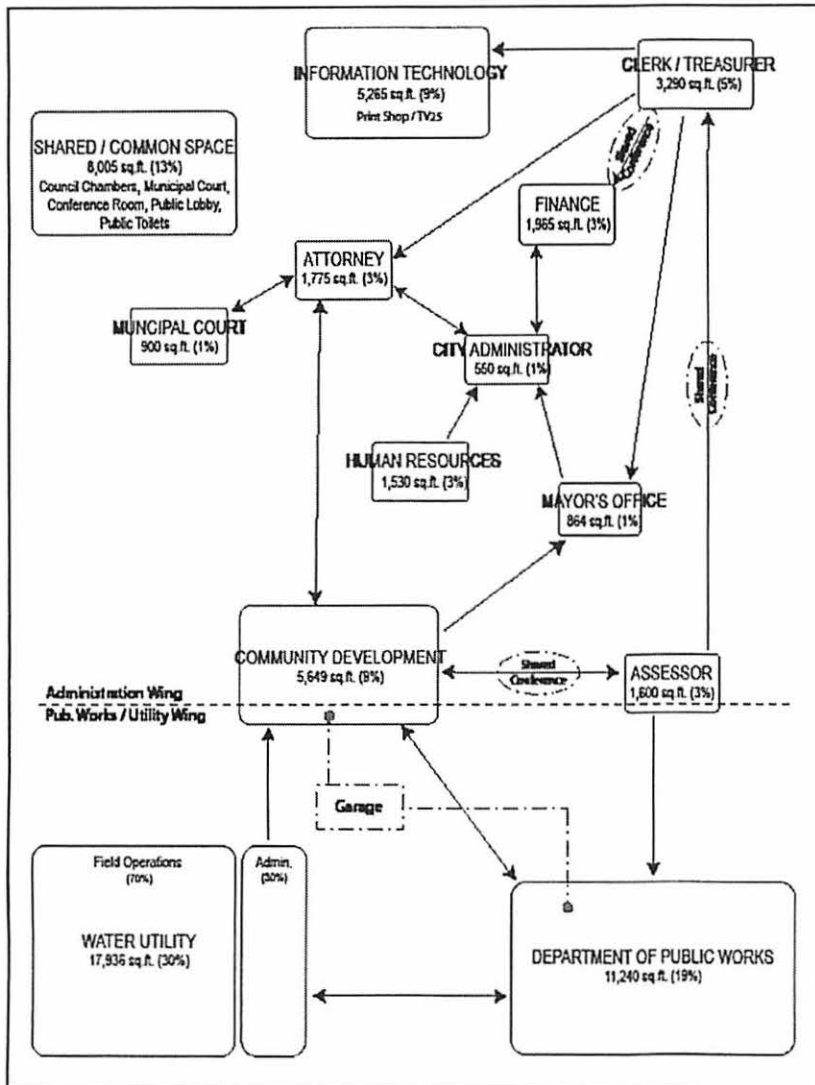 INFORMATION TECHNOLOGY
5,265 sq.ft. (9%)
Print Shop / TV25
CLERK / TREASURER
3,290 sq.ft. (5%)
SHARED / COMMON SPACE
8,005 sq.ft. (13%)
Council Chambers, Municipal Court,
Conference Room, Public Lobby,
Public Toilets
Shared
Conference
FINANCE
1,965 sq.ft. (3%)
ATTORNEY
1,775 sq.ft. (3%)
MUNCIPAL COURT
900 sq.ft. (1%)
CITY ADMINISTRATOR
550 sq.ft. (1%)
Shared
Conference
HUMAN RESOURCES
1,530 sq.ft. (3%)
MAYOR'S OFFICE
864 sq.ft. (1%)
COMMUNITY DEVELOPMENT
5,649 sq.ft. (9%)
Shared
Conference
ASSESSOR
1,600 sq.ft. (3%)
Administration Wing
Pub. Works / Utility Wing
Garage
Field Operations
(70%)
Admin.
(30%)
WATER UTILITY
17,936 sq.ft. (30%)
DEPARTMENT OF PUBLIC WORKS
11,240 sq.ft. (19%)